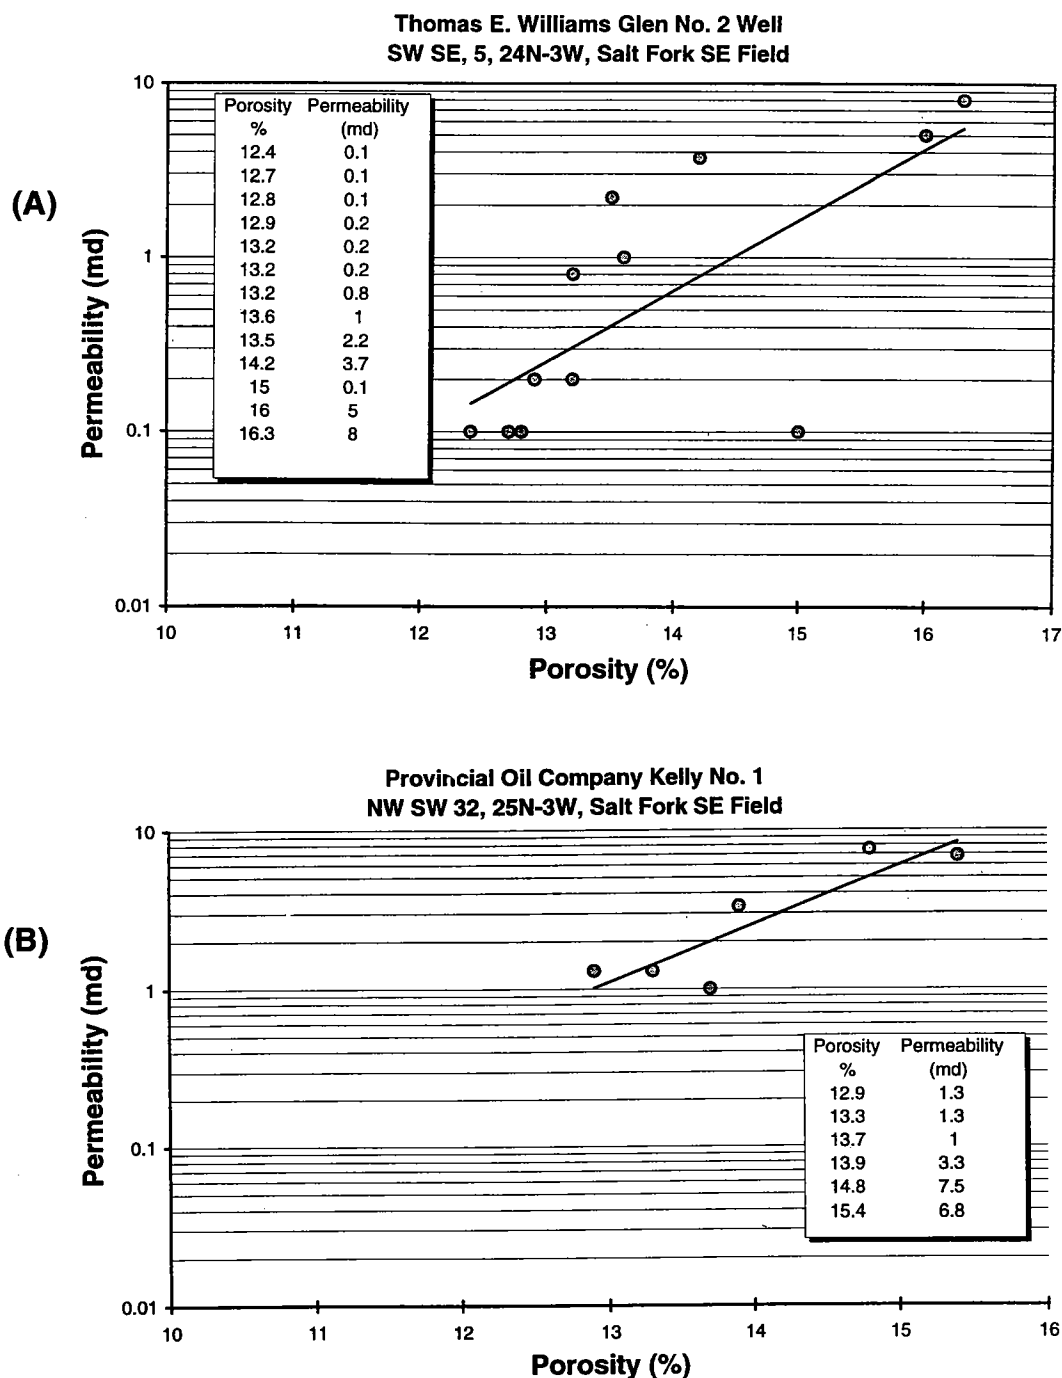 Thomas E. Williams Glen No. 2 Well
SW SE, 5, 24N-3W, Salt Fork SE Field
(A)
Permeability (md)
10
1
0.1
0.01
Porosity Permeability
% (md)
12.4 0.1
12.7 0.1
12.8 0.1
12.9 0.2
13.2 0.2
13.2 0.2
13.2 0.8
13.6 1
13.5 2.2
14.2 3.7
15 0.1
16 5
16.3 8
10 11 12 13 14 15 16 17
Porosity (%)
Provincial Oil Company Kelly No. 1
NW SW 32, 25N-3W, Salt Fork SE Field
(B)
Permeability (md)
10
1
0.1
0.01
Porosity Permeability
% (md)
12.9 1.3
13.3 1.3
13.7 1
13.9 3.3
14.8 7.5
15.4 6.8
10 11 12 13 14 15 16
Porosity (%)